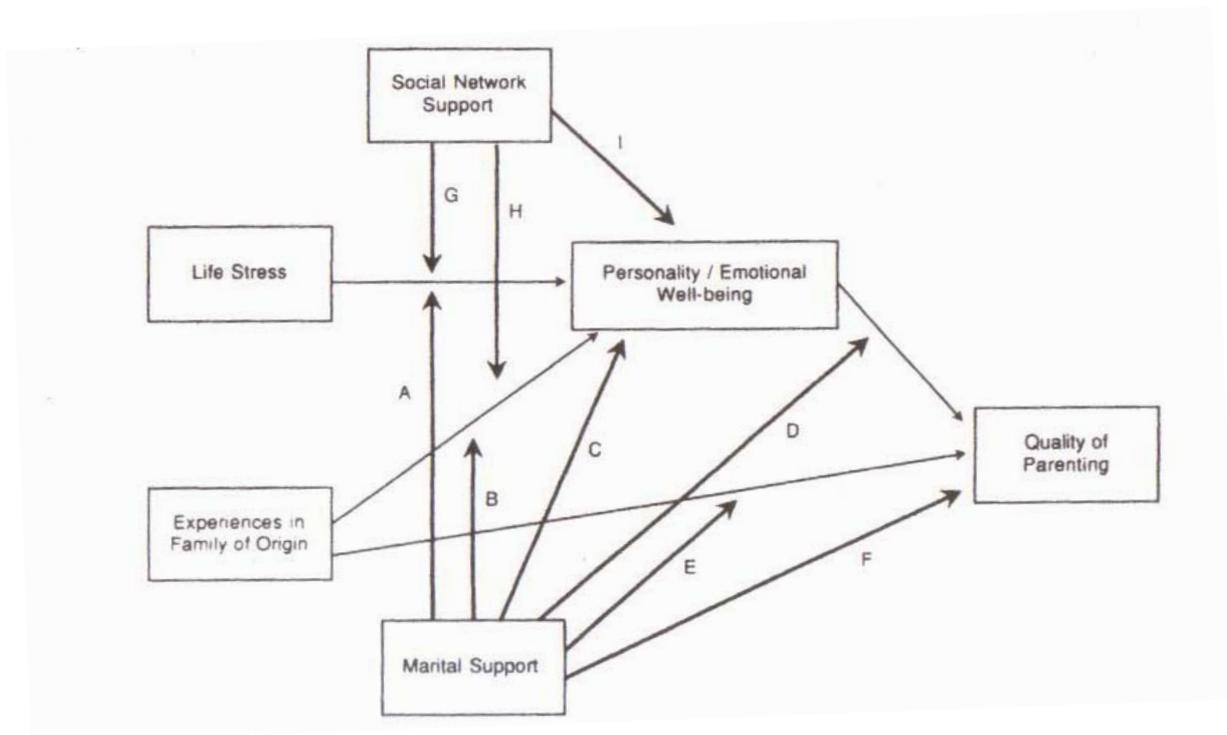 Social Network
Support
I
G
H
Life Stress
Personality / Emotional
Well-being
A
D
Quality of
Parenting
C
B
Experiences in
Family of Origin
E
F
Marital Support